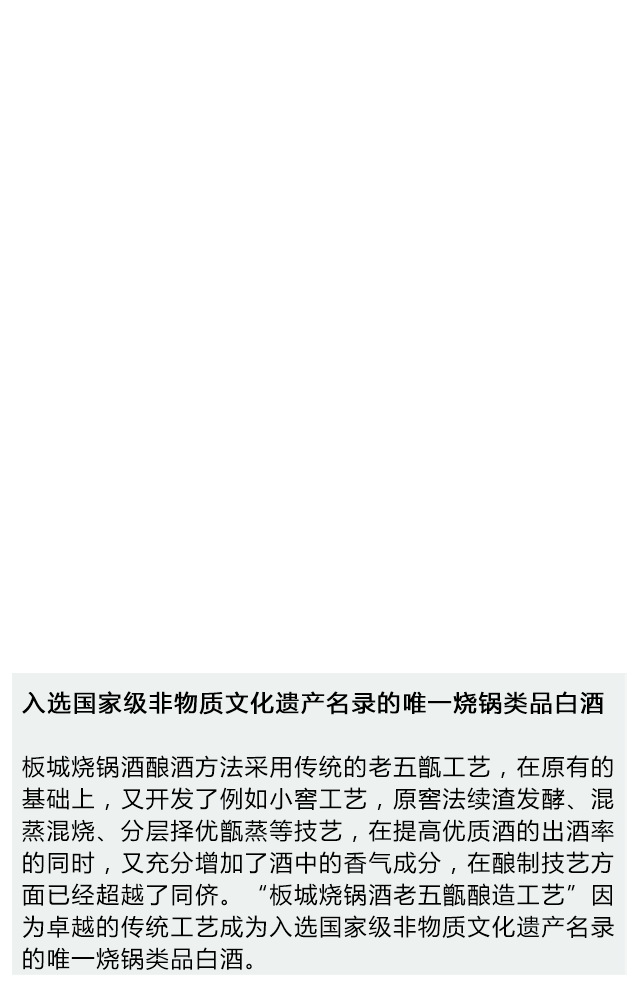 入选国家级非物质文化遗产名录的唯一烧锅类品白酒
板城烧锅酒酿酒方法采用传统的老五甑工艺，在原有的
基础上，又开发了例如小窖工艺，原窖法续渣发酵、混
蒸混烧、分层择优甑蒸等技艺，在提高优质酒的出酒率
的同时，又充分增加了酒中的香气成分，在酿制技艺方
面已经超越了同侪。“板城烧锅酒老五甑酿造工艺”因
为卓越的传统工艺成为入选国家级非物质文化遗产名录
的唯一烧锅类品白酒。